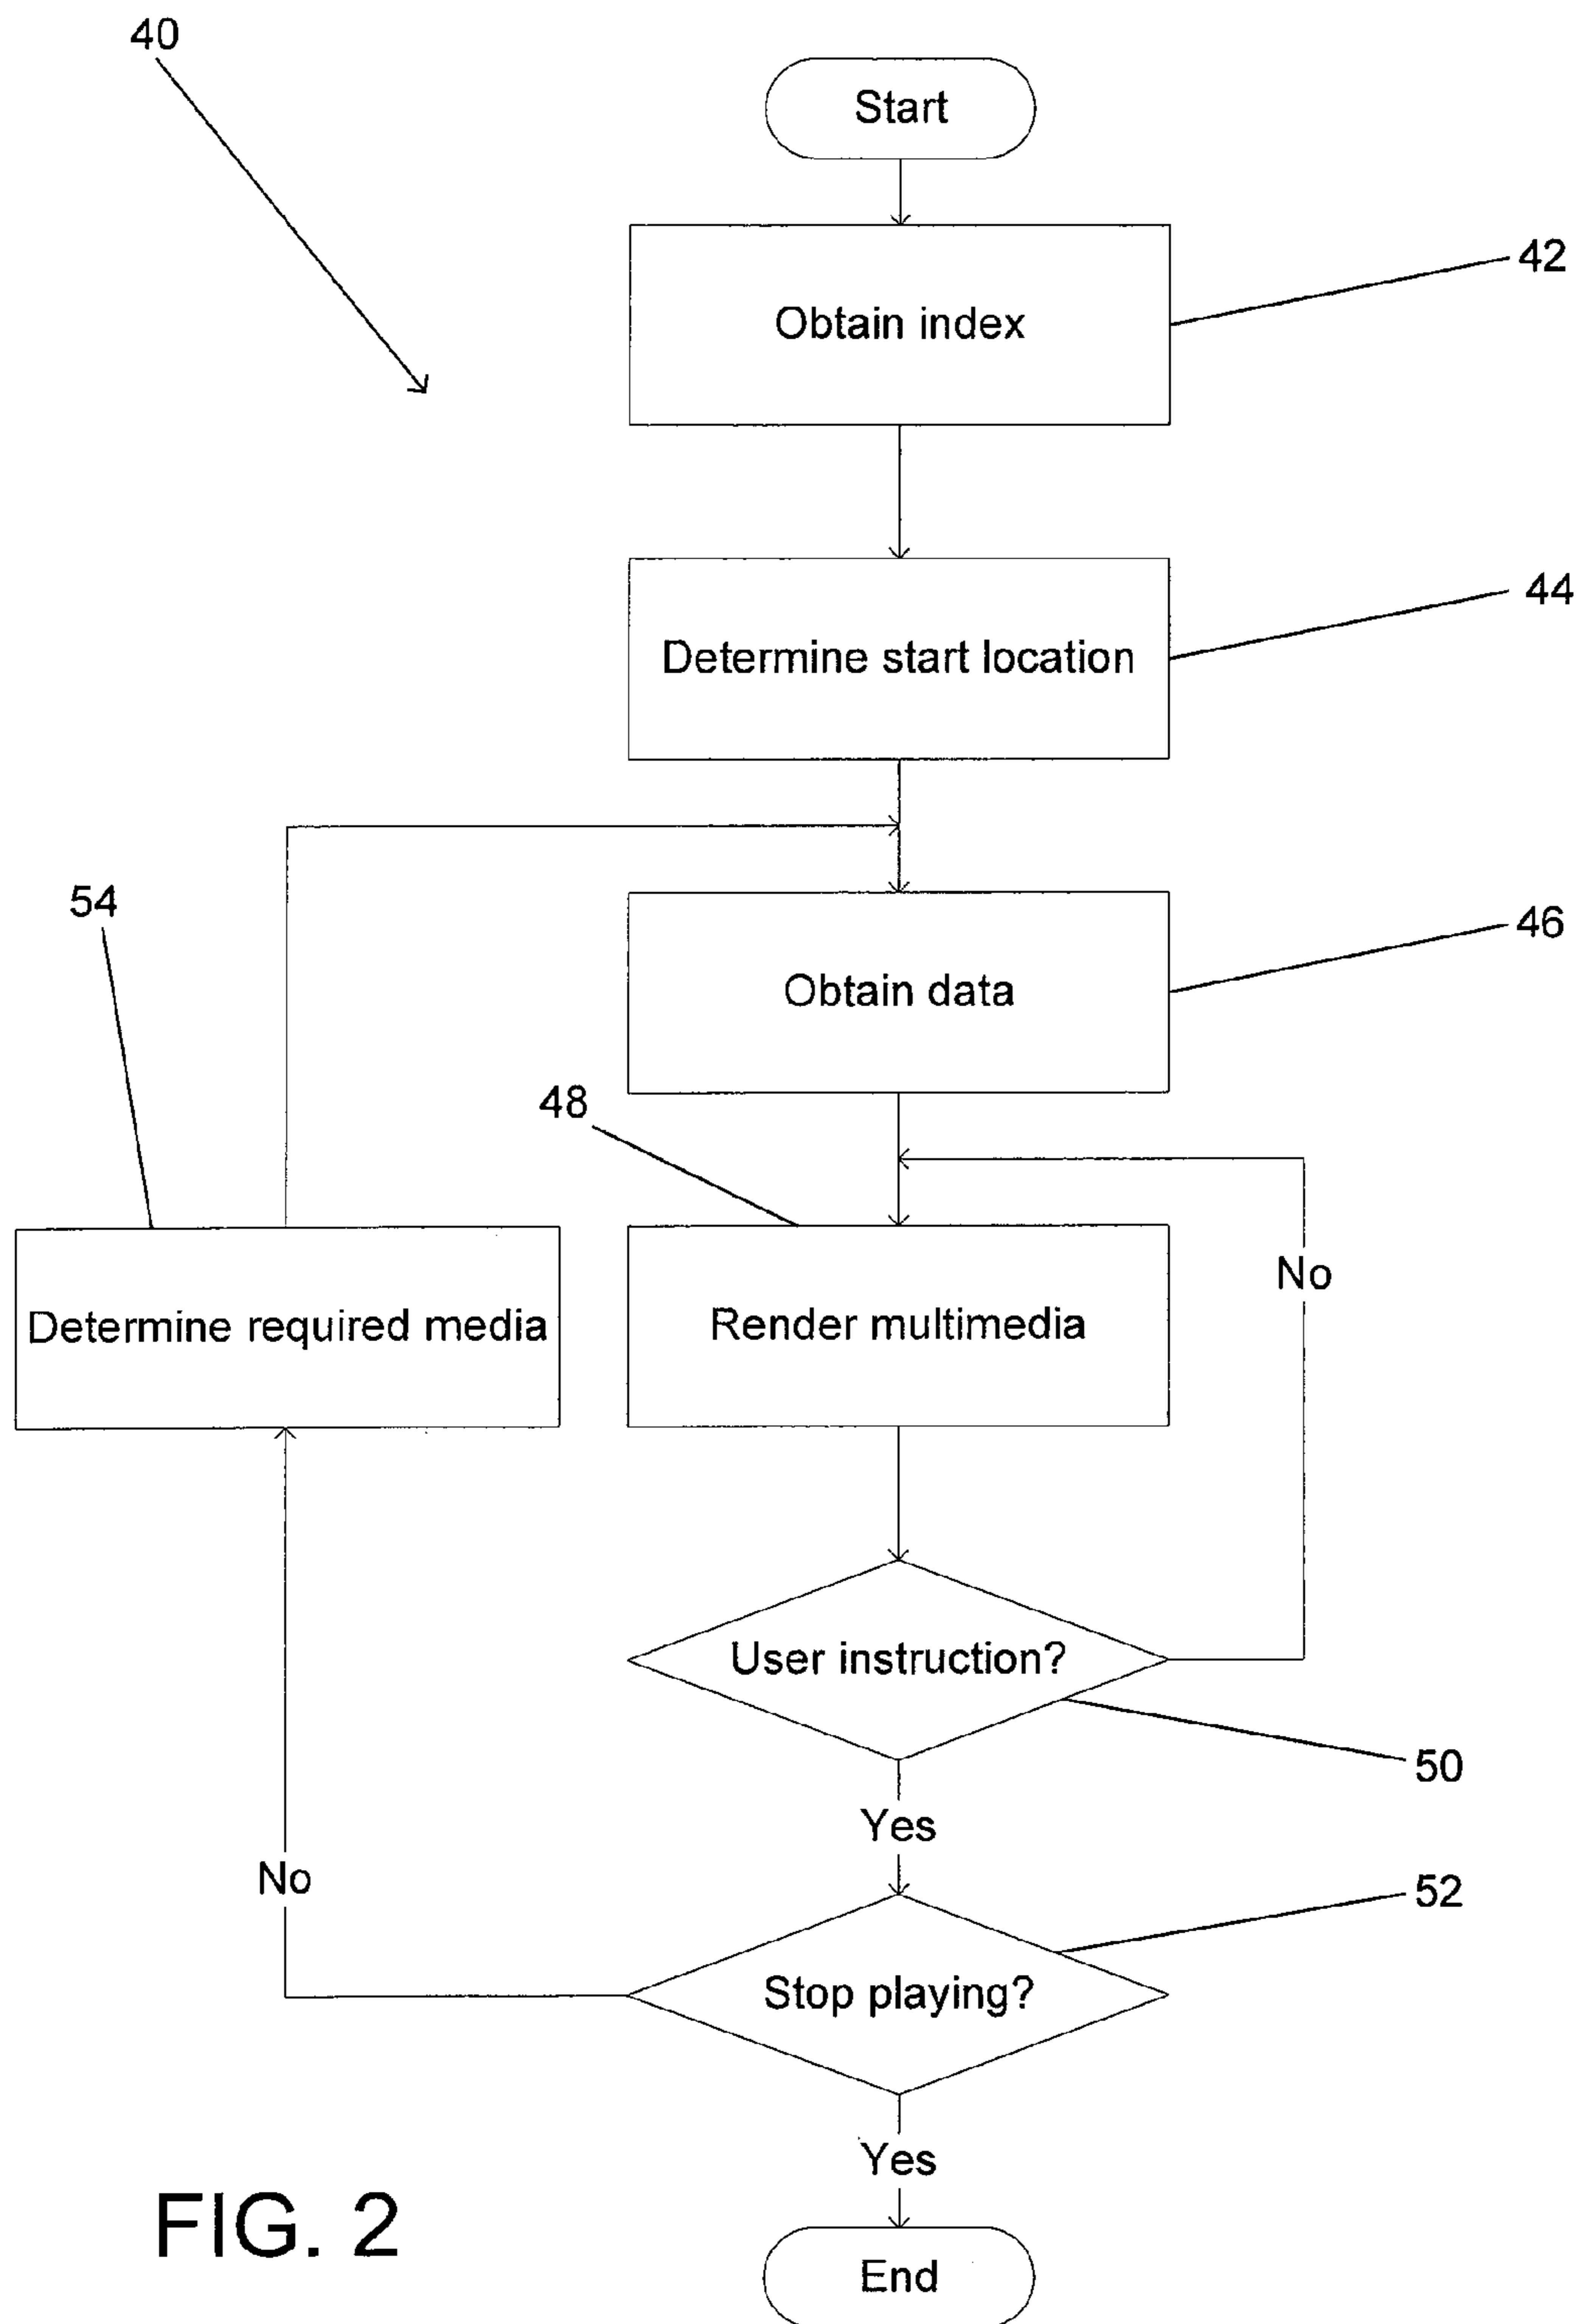 40
Start
42
Obtain index
44
Determine start location
54
46
Obtain data
48
No
Determine required media
Render multimedia
User instruction?
50
Yes
No
52
Stop playing?
Yes
FIG. 2
End